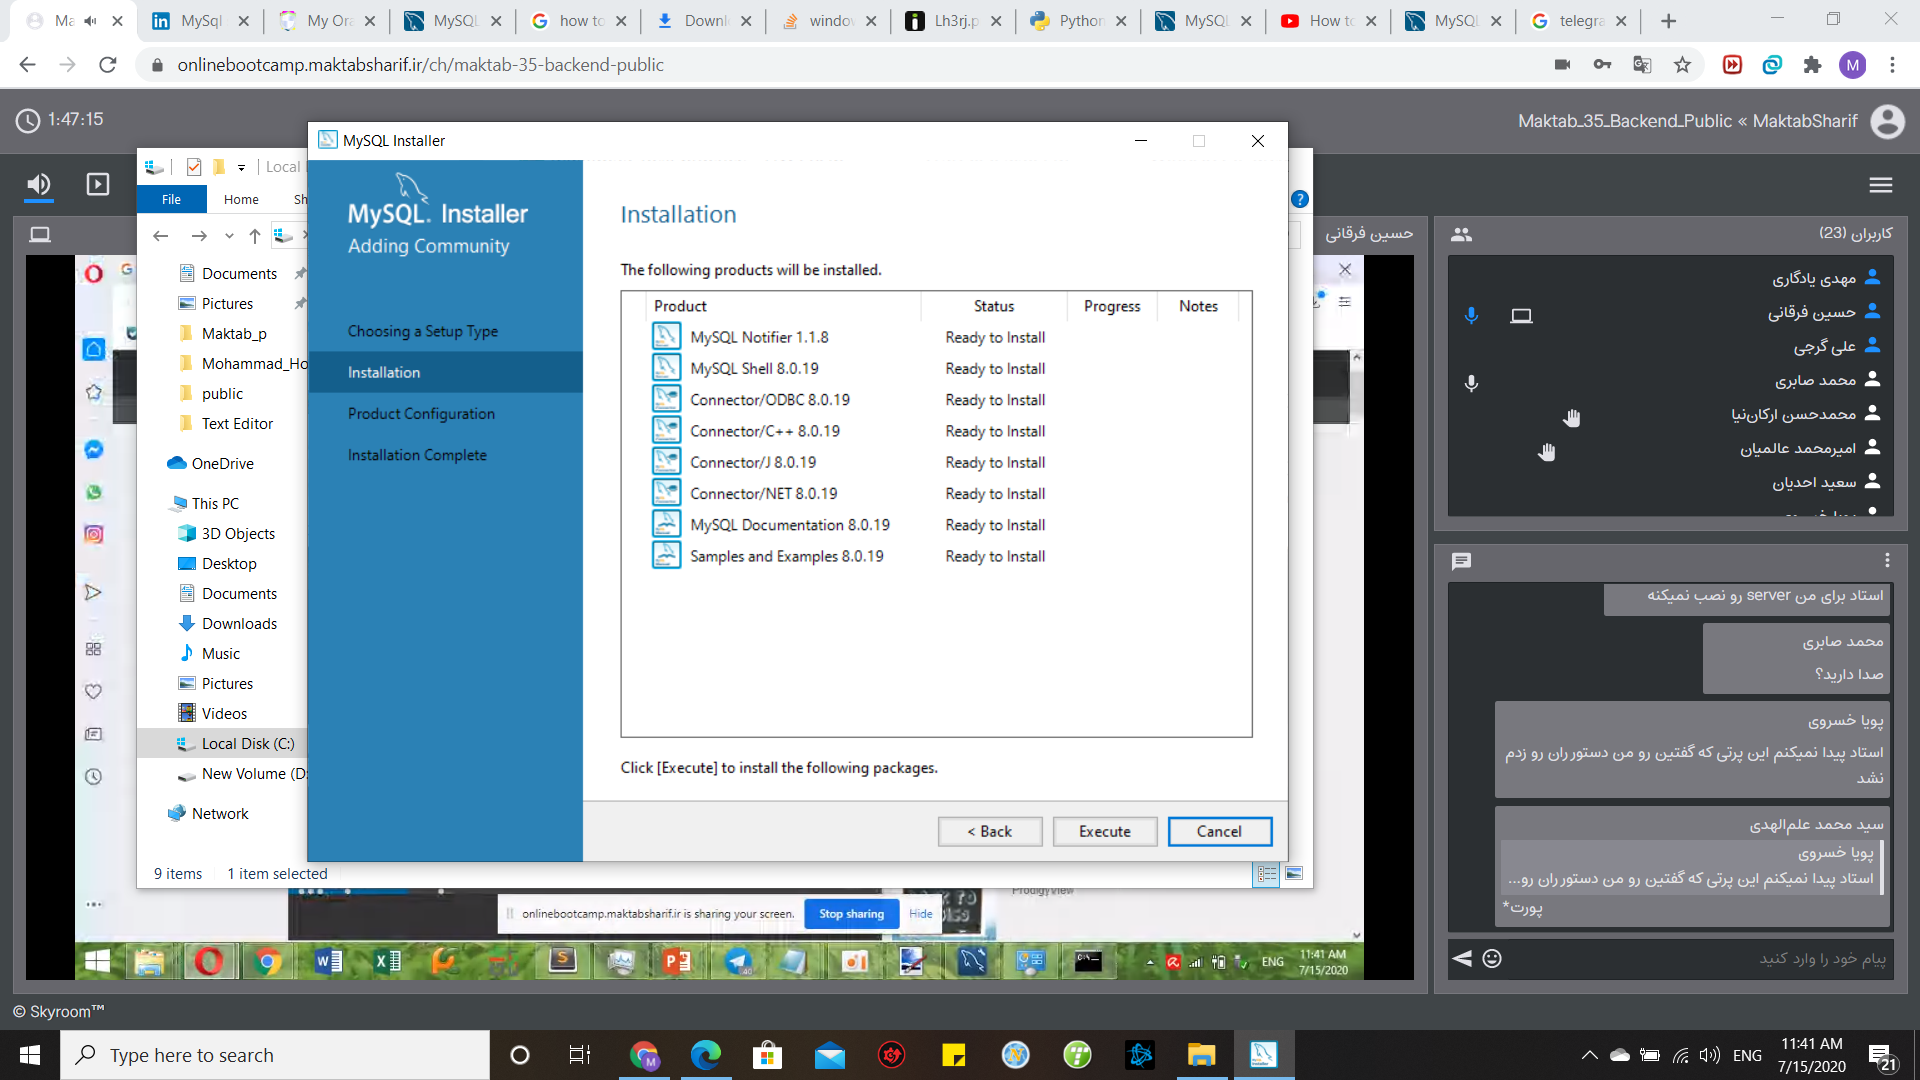 Ma
MySql
My Ora
MySQL
how to
Downl
window
Lh3rj.p
Python
MySQL
How to
MySQL
telegra
onlinebootcamp.maktabsharif.ir/ch/maktab-35-backend-public
M
1:47:15
Maktab_35_Backend_Public « MaktabSharif
MySQL Installer
Local
File
Home
Sh
MySQL. Installer
Adding Community
Choosing a Setup Type
Installation
Product Configuration
Installation Complete
Installation
The following products will be installed.
Product Status Progress Notes
MySQL Notifier 1.1.8 Ready to Install
MySQL Shell 8.0.19 Ready to Install
Connector/ODBC 8.0.19 Ready to Install
Connector/C++ 8.0.19 Ready to Install
Connector/J 8.0.19 Ready to Install
Connector/NET 8.0.19 Ready to Install
MySQL Documentation 8.0.19 Ready to Install
Samples and Examples 8.0.19 Ready to Install
Click [Execute] to install the following packages.
< Back
Execute
Cancel
Documents
Pictures
Maktab_p
Mohammad_Ho
public
Text Editor
OneDrive
This PC
3D Objects
Desktop
Documents
Downloads
Music
Pictures
Videos
Local Disk (C:)
New Volume (D:
Network
9 items 1 item selected
حسین فرقانی
کاربران (23)
مهدی یادگاری
حسین فرقانی
علی گرجی
محمد صابری
محمدحسن ارکان‌نیا
امیرمحمد عالمیان
سعید احدیان
استاد برای من server رو نصب نمیکنه
محمد صابری
صدا دارید؟
پویا خسروی
استاد پیدا نمیکنم این پرتی که گفتین رو من دستور ران رو زدم
نشد
سید محمد علم‌الهدی
پویا خسروی
استاد پیدا نمیکنم این پرتی که گفتین رو من دستور ران رو...
پورت*
پیام خود را وارد کنید
ProdigyView
onlinebootcamp.maktabsharif.ir is sharing your screen.
Stop sharing
Hide
ENG
11:41 AM
7/15/2020
© Skyroom™
Type here to search
ENG
11:41 AM
7/15/2020
21